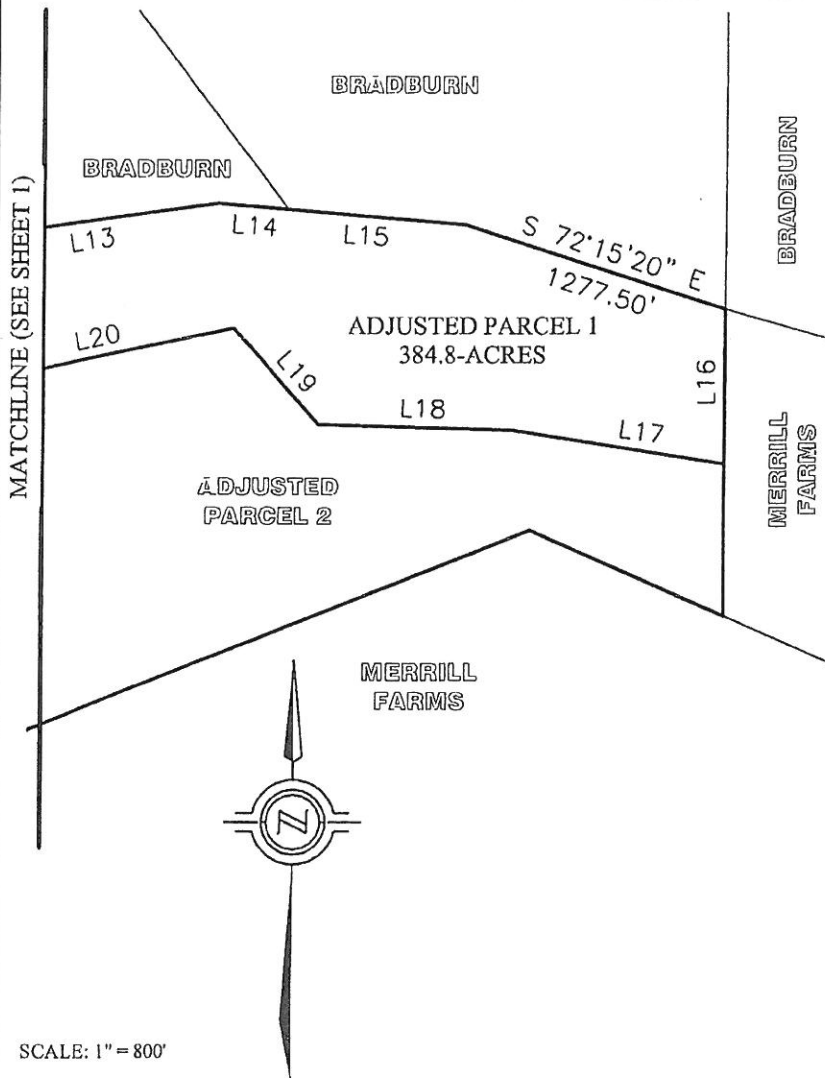 BRADBURN
BRADBURN
BRADBURN
MATCHLINE (SEE SHEET 1)
L13
L14
L15
S 72°15'20" E
1277.50'
ADJUSTED PARCEL 1
384.8-ACRES
L16
L20
L19
L18
L17
MERRILL
FARMS
ADJUSTED
PARCEL 2
MERRILL
FARMS
N
SCALE: 1" = 800'